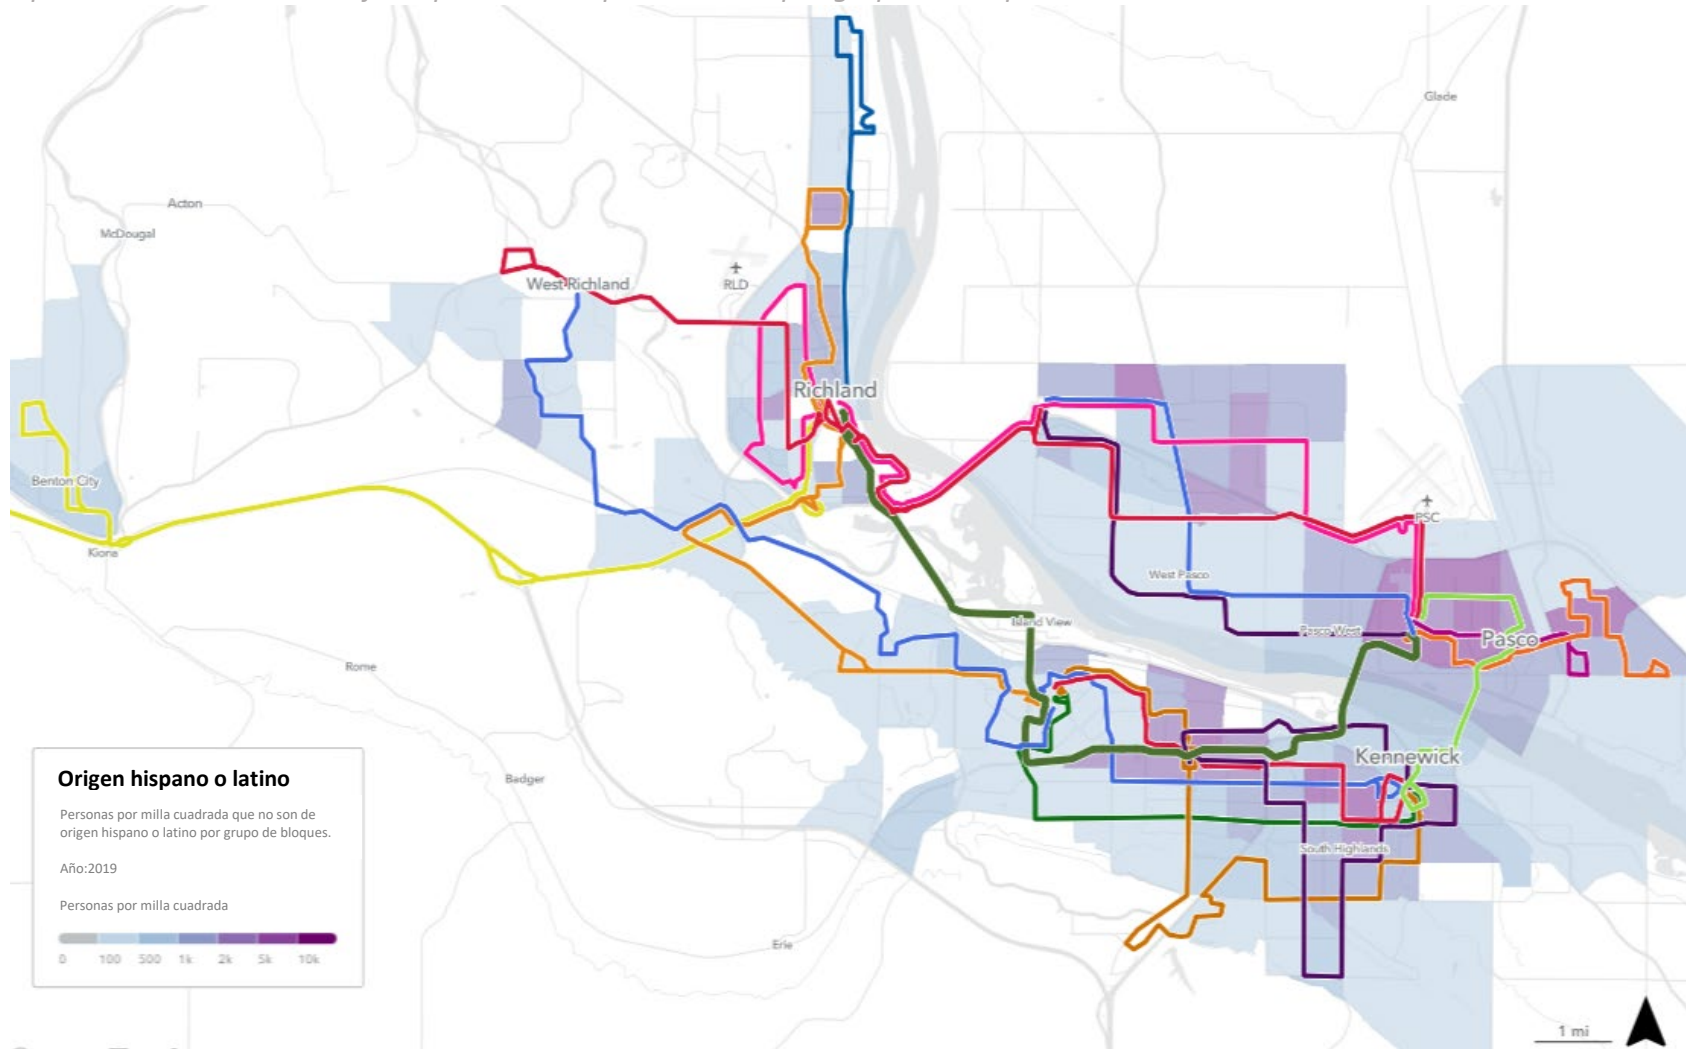 Glade
Acton
McDougal
RLD
West Richland
Richland
Benton City
PSC
Kiona
West Pasco
Island View
Pasco West
Pasco
Rome
Kennewick
Badger
South Highlands
Erie
Origen hispano o latino
Personas por milla cuadrada que no son de
origen hispano o latino por grupo de bloques.
Año:2019
Personas por milla cuadrada
0 100 500 1k 2k 5k 10k
1 mi